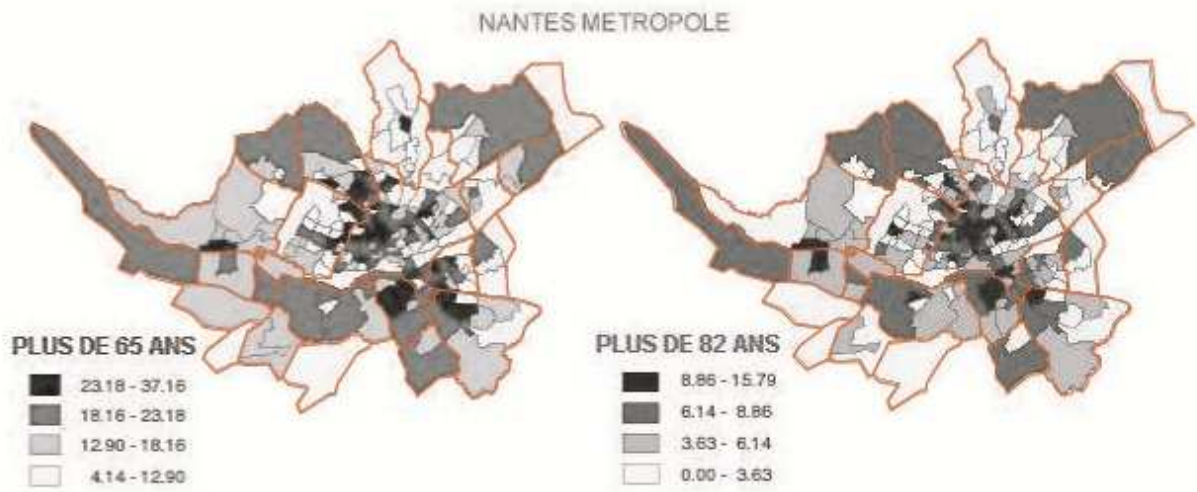 NANTES METROPOLE
PLUS DE 65 ANS
23.18 - 37.16
18.16 - 23.18
12.90 - 18.16
4.14 - 12.90
PLUS DE 82 ANS
8.86 - 15.79
6.14 - 8.86
3.63 - 6.14
0.00 - 3.63